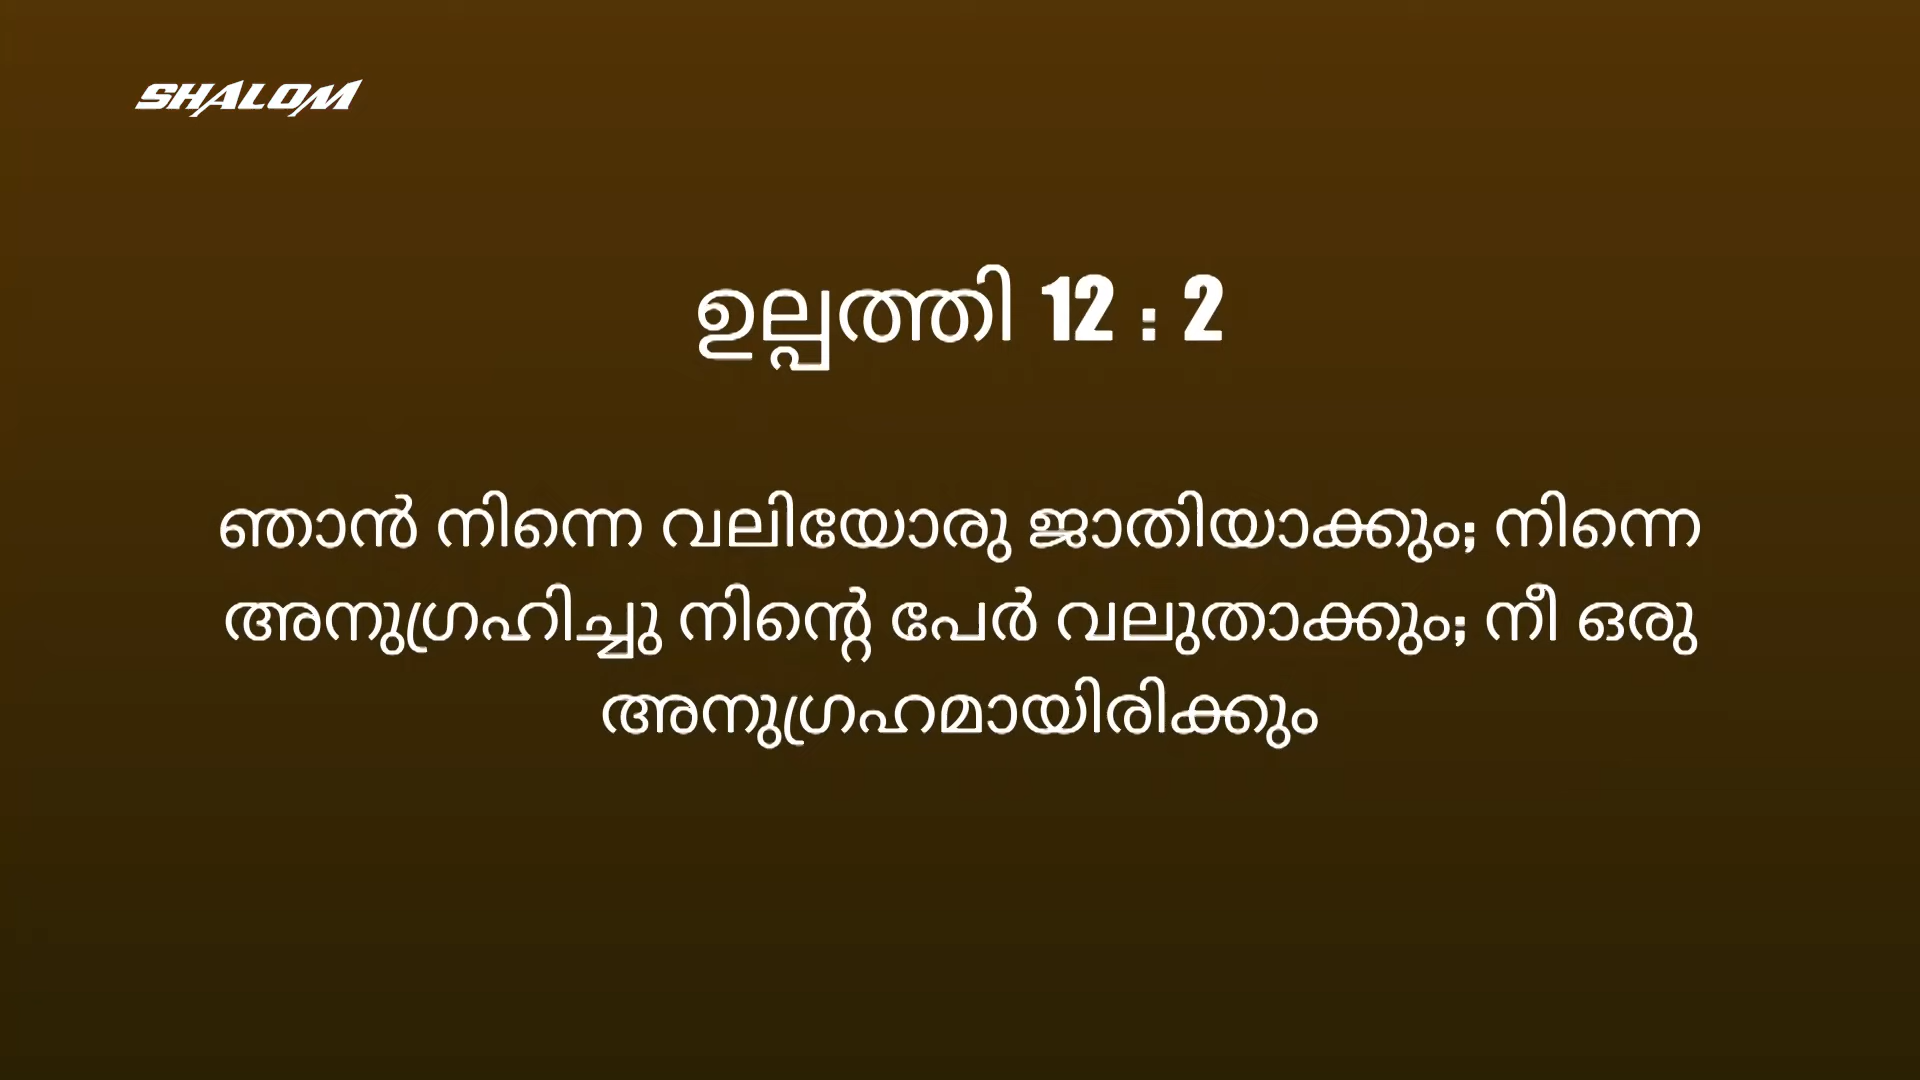 SHALOM
ഉല്പത്തി 12 : 2
ഞാൻ നിന്നെ വലിയോരു ജാതിയാക്കും; നിന്നെ
അനുഗ്രഹിച്ചു നിന്റെ പേർ വലുതാക്കും; നീ ഒരു
അനുഗ്രഹമായിരിക്കും